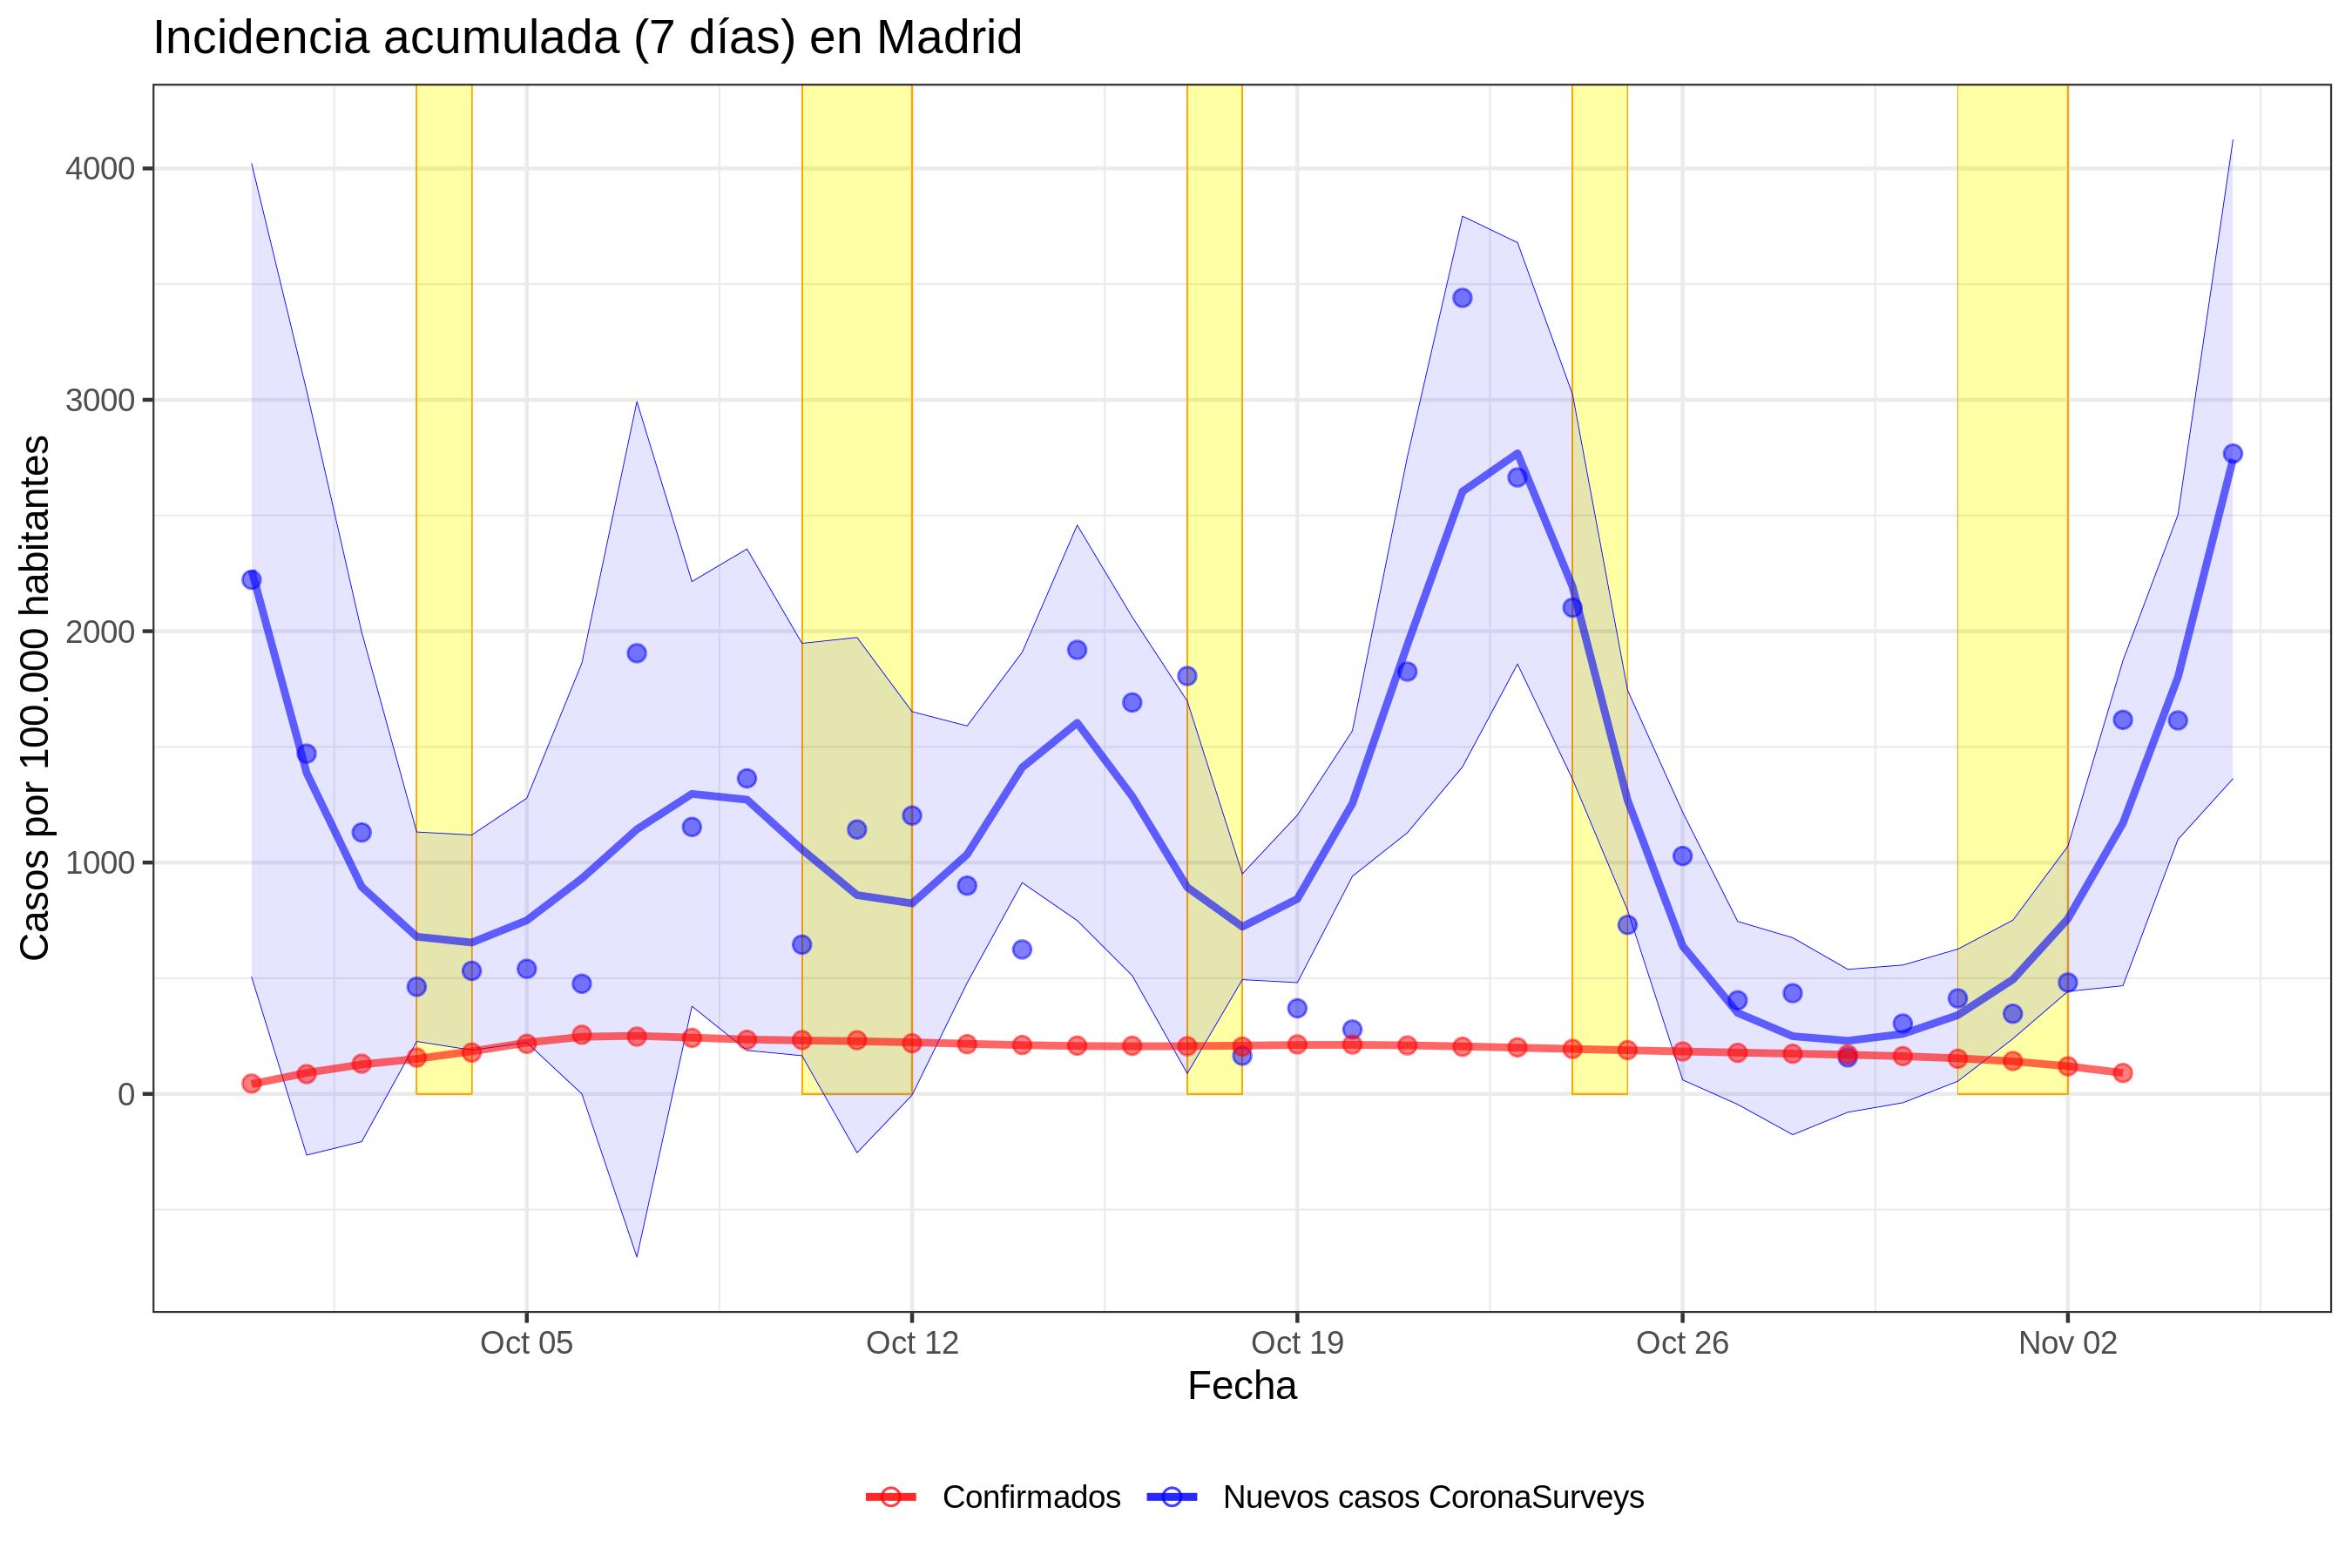 Incidencia acumulada (7 días) en Madrid
Casos por 100.000 habitantes
4000
3000
2000
1000
0
Oct 05
Oct 12
Oct 19
Oct 26
Nov 02
Fecha
Confirmados
Nuevos casos CoronaSurveys